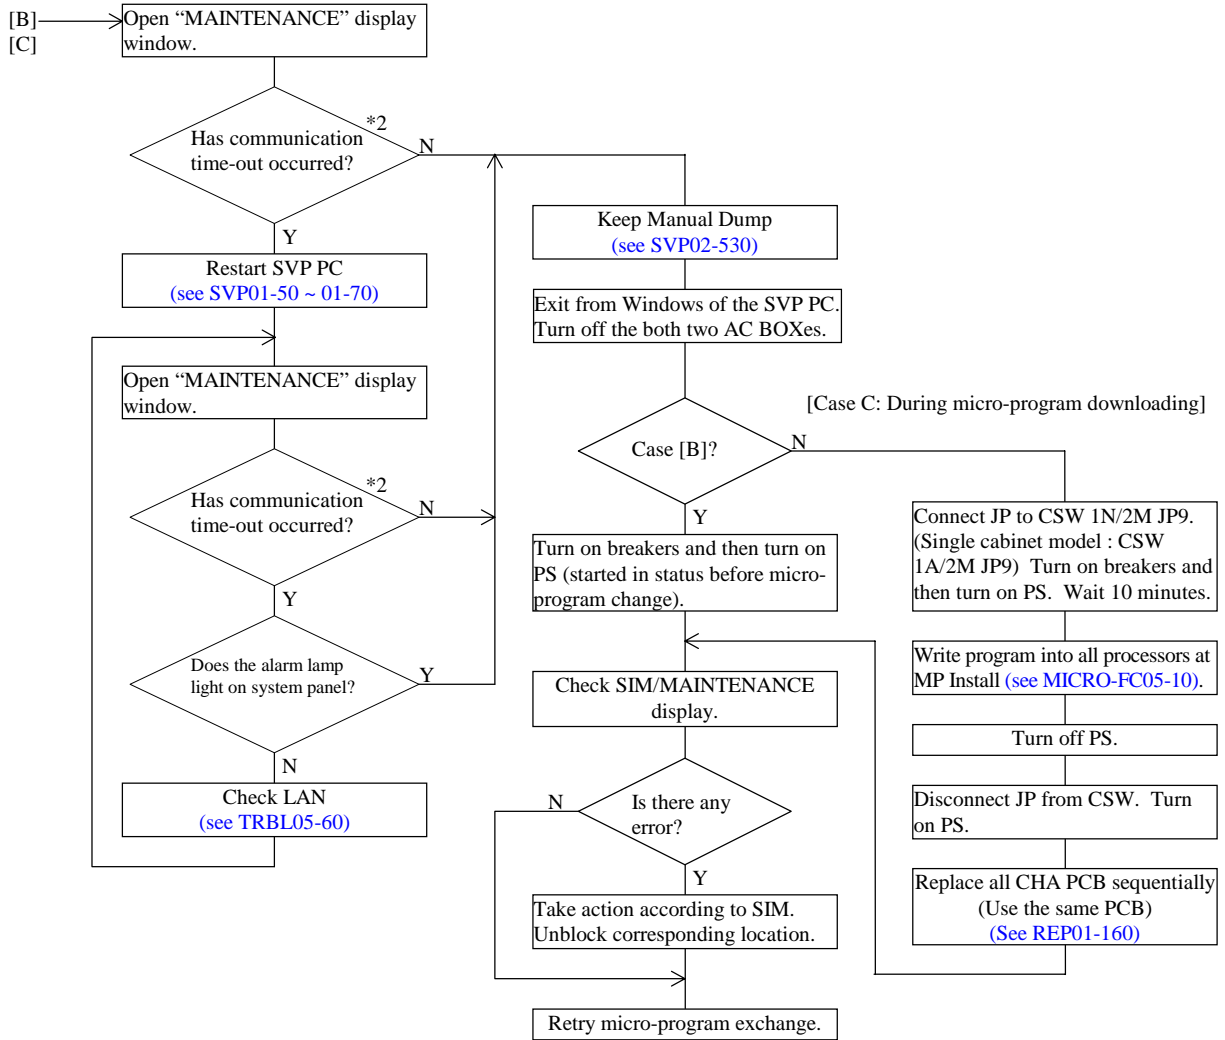 [B]
[C]
Open “MAINTENANCE” display
window.
Has communication
time-out occurred?
*2
N
Y
Restart SVP PC
(see SVP01-50 ~ 01-70)
Open “MAINTENANCE” display
window.
Has communication
time-out occurred?
*2
N
Y
Does the alarm lamp
light on system panel?
Y
N
Check LAN
(see TRBL05-60)
Keep Manual Dump
(see SVP02-530)
Exit from Windows of the SVP PC.
Turn off the both two AC BOXes.
Case [B]?
N
Y
[Case C: During micro-program downloading]
Turn on breakers and then turn on
PS (started in status before micro-
program change).
Check SIM/MAINTENANCE
display.
Is there any
error?
N
Y
Take action according to SIM.
Unblock corresponding location.
Retry micro-program exchange.
Connect JP to CSW 1N/2M JP9.
(Single cabinet model : CSW
1A/2M JP9)  Turn on breakers and
then turn on PS.  Wait 10 minutes.
Write program into all processors at
MP Install (see MICRO-FC05-10).
Turn off PS.
Disconnect JP from CSW.  Turn
on PS.
Replace all CHA PCB sequentially
(Use the same PCB)
(See REP01-160)